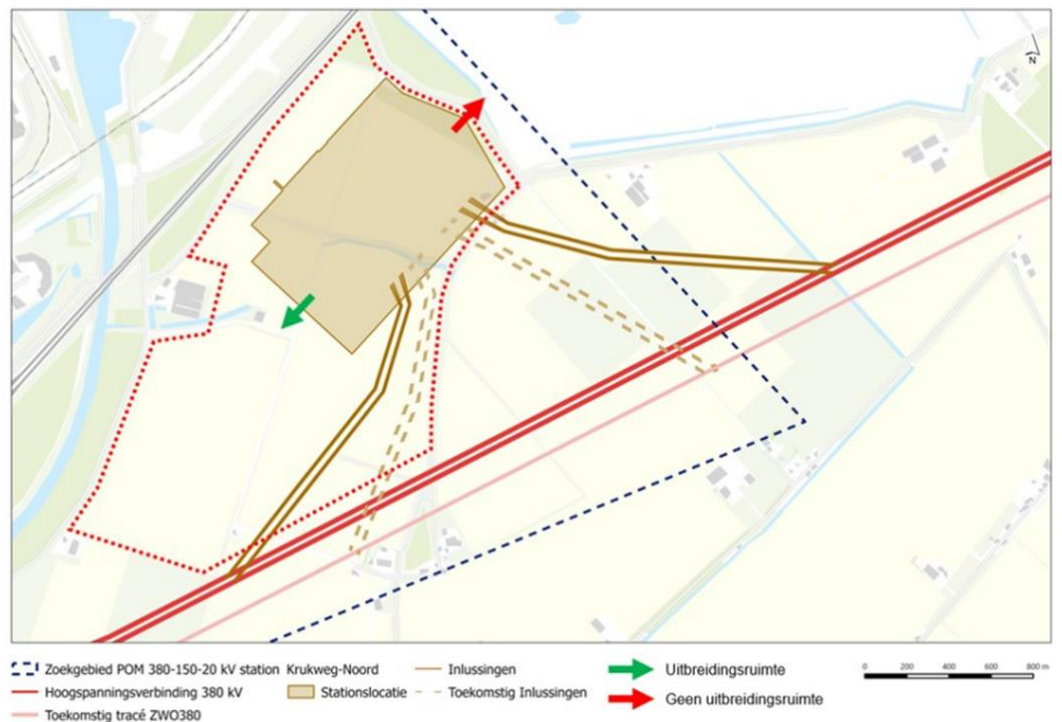 N
Zoekgebied POM 380-150-20 kV station Krukweg-Noord
Hoogspanningsverbinding 380 kV
Toekomstig tracé ZWO380
Stationslocatie
Inlussingen
Toekomstig Inlussingen
Uitbreidingsruimte
Geen uitbreidingsruimte
0 200 400 600 800 m